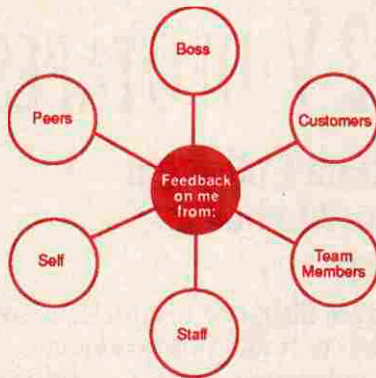 Boss
Peers
Customers
Feedback
on me
from:
Self
Team
Members
Staff